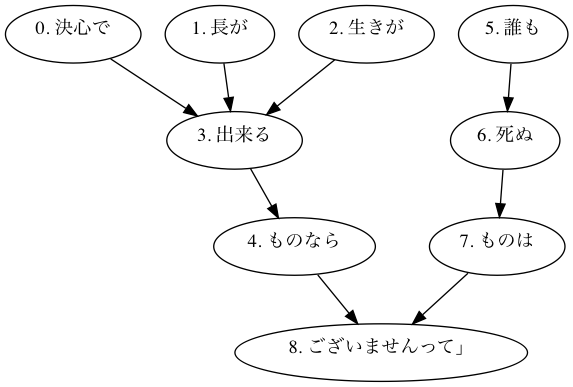 0. 決心で
1. 長が
2. 生きが
5. 誰も
3. 出来る
6. 死ぬ
4. ものなら
7. ものは
8. ございませんって」